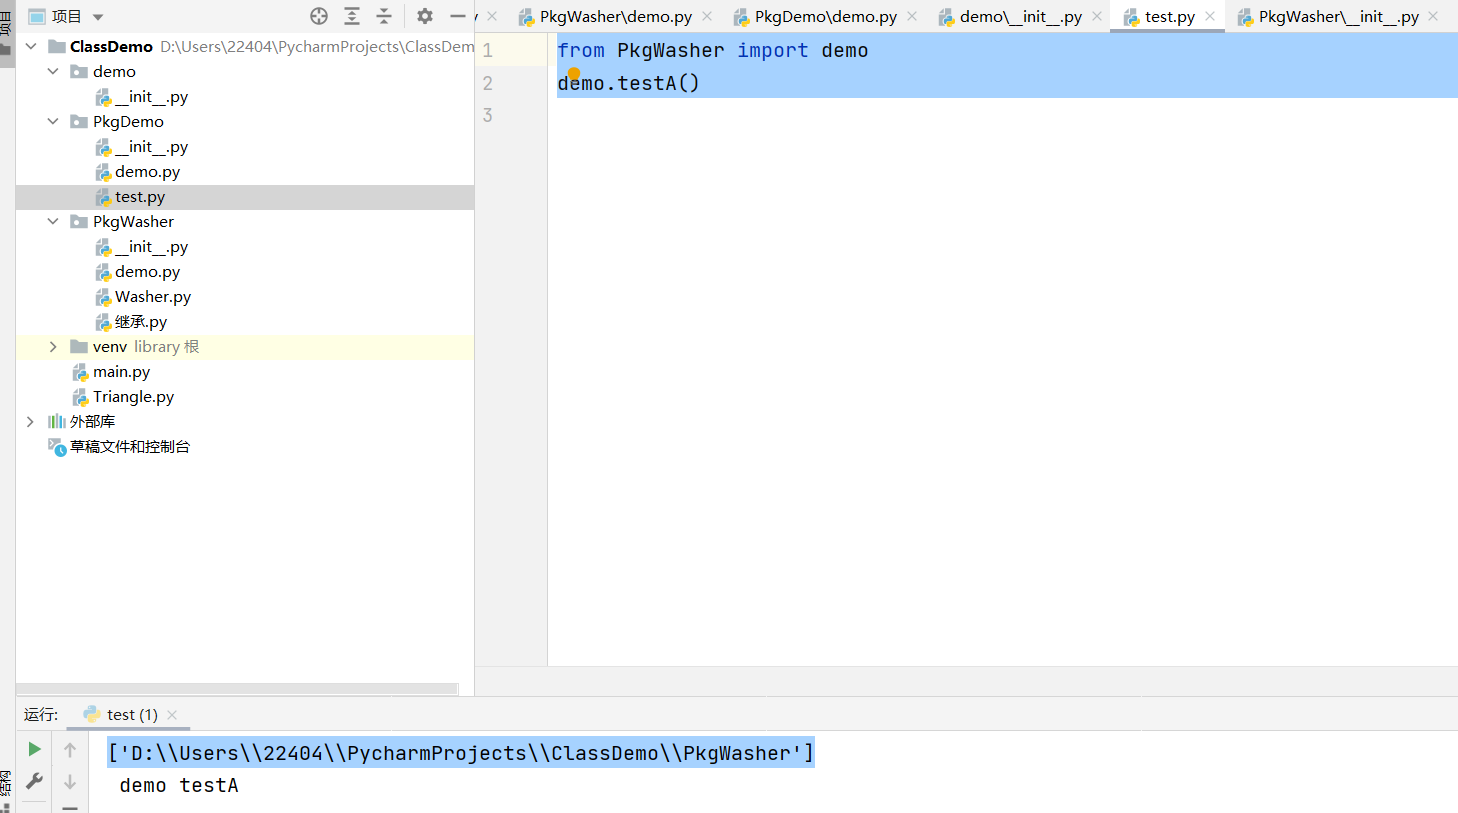 项目
ClassDemo D:\Users\22404\PycharmProjects\ClassDem
demo
__init__.py
PkgDemo
__init__.py
demo.py
test.py
PkgWasher
__init__.py
demo.py
Washer.py
继承.py
venv library 根
main.py
Triangle.py
外部库
草稿文件和控制台
PkgWasher\demo.py
PkgDemo\demo.py
demo\__init__.py
test.py
PkgWasher\__init__.py
1 from PkgWasher import demo
2 demo.testA()
3
运行: test (1)
['D:\\Users\\22404\\PycharmProjects\\ClassDemo\\PkgWasher']
demo testA
结构